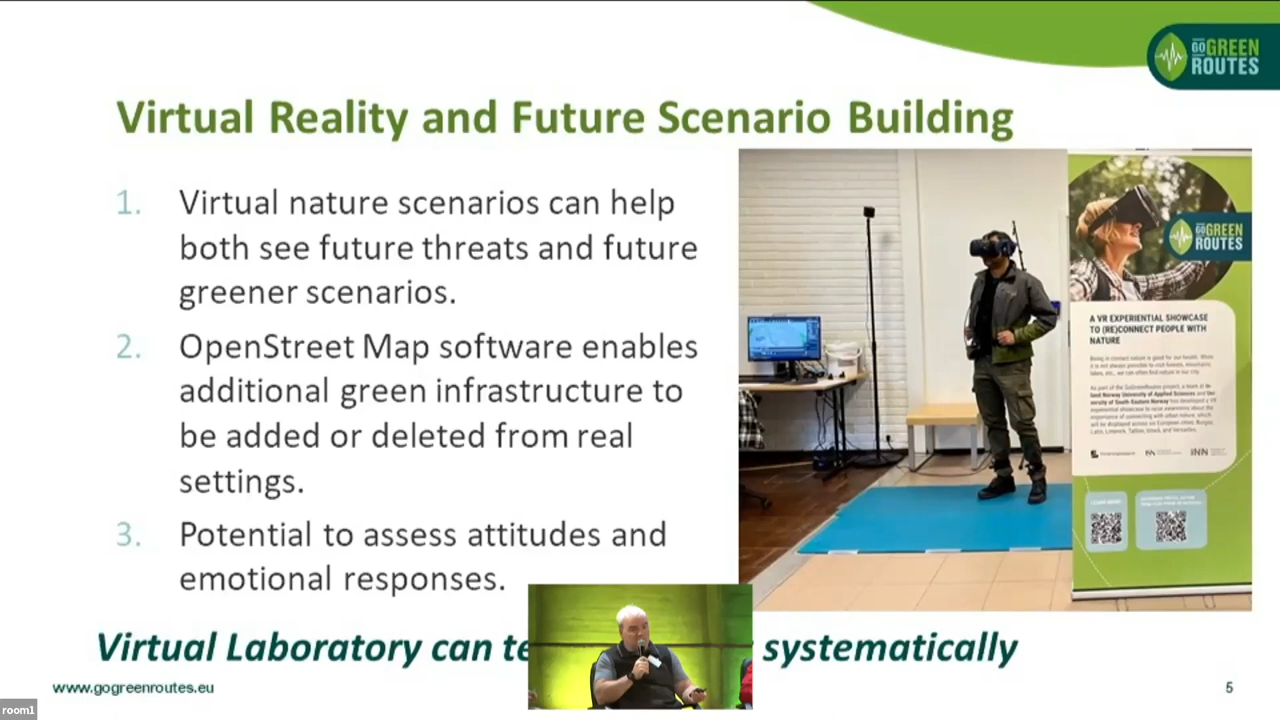 GO GREEN
ROUTES
Virtual Reality and Future Scenario Building
1. Virtual nature scenarios can help
both see future threats and future
greener scenarios.
2. OpenStreet Map software enables
additional green infrastructure to
be added or deleted from real
settings.
3. Potential to assess attitudes and
emotional responses.
GO GREEN
ROUTES
A VR EXPERIENTIAL SHOWCASE
TO (RE)CONNECT PEOPLE WITH
NATURE
Virtual Laboratory can te systematically
www.gogreenroutes.eu
5
room1